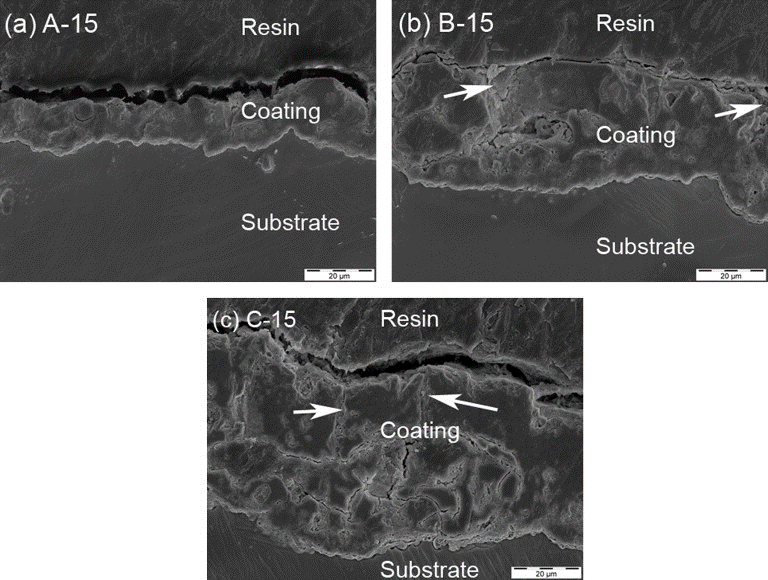 (a) A-15
Resin
Coating
Substrate
20 µm
(b) B-15
Resin
Coating
Substrate
20 µm
(c) C-15
Resin
Coating
Substrate
20 µm